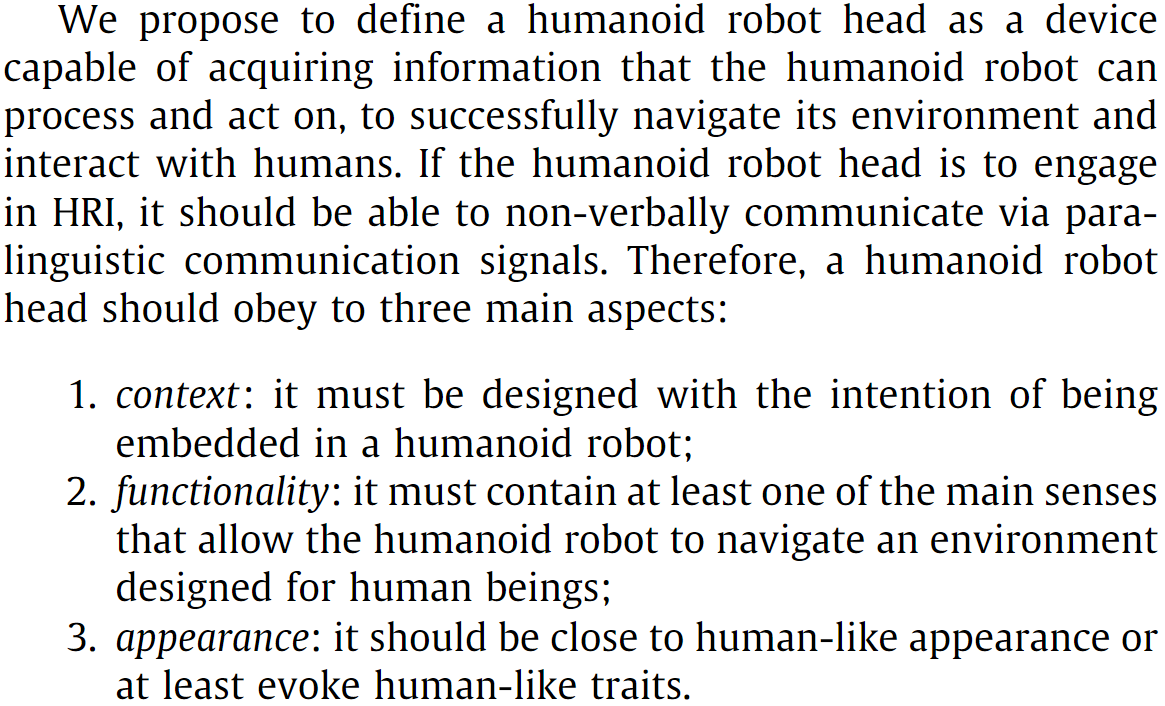 We propose to define a humanoid robot head as a device
capable of acquiring information that the humanoid robot can
process and act on, to successfully navigate its environment and
interact with humans. If the humanoid robot head is to engage
in HRI, it should be able to non-verbally communicate via para-
linguistic communication signals. Therefore, a humanoid robot
head should obey to three main aspects:
1. context: it must be designed with the intention of being
embedded in a humanoid robot;
2. functionality: it must contain at least one of the main senses
that allow the humanoid robot to navigate an environment
designed for human beings;
3. appearance: it should be close to human-like appearance or
at least evoke human-like traits.